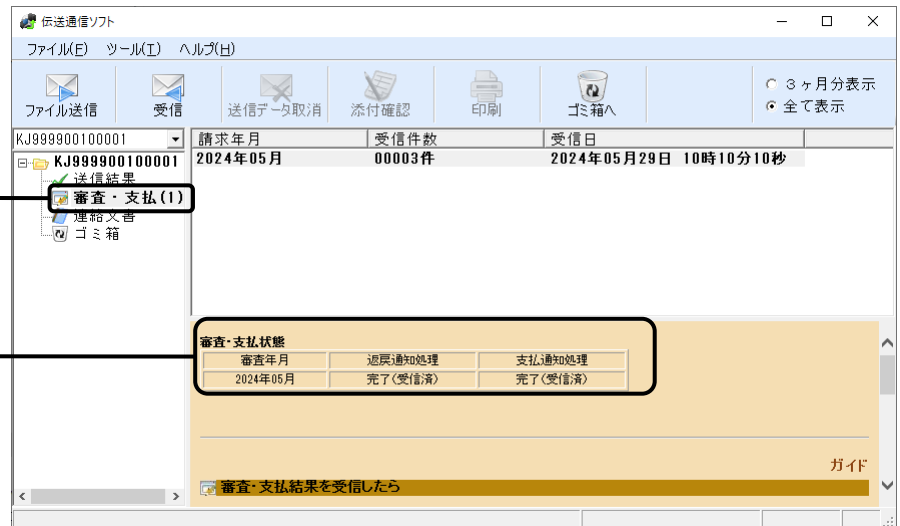 伝送通信ソフト
ファイル(F) ツール(T) ヘルプ(H)
ファイル送信 受信 送信データ取消 添付確認 印刷 ゴミ箱へ
3ヶ月分表示
全て表示
KJ999900100001
KJ999900100001
送信結果
審査・支払(1)
連絡文書
ゴミ箱
請求年月 受信件数 受信日
2024年05月 00003件 2024年05月29日 10時10分10秒
審査・支払状態
審査年月 返戻通知処理 支払通知処理
2024年05月 完了(受信済) 完了(受信済)
ガイド
審査・支払結果を受信したら